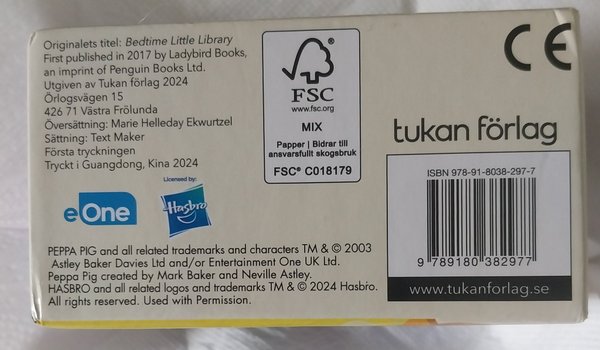 Originalets titel: Bedtime Little Library
First published in 2017 by Ladybird Books,
an imprint of Penguin Books Ltd.
Utgiven av Tukan förlag 2024
Örlogsvägen 15
426 71 Västra Frölunda
Översättning: Marie Helleday Ekwurtzel
Sättning: Text Maker
Första tryckningen
Tryckt i Guangdong, Kina 2024
FSC
www.fsc.org
MIX
Papper | Bidrar till
ansvarsfullt skogsbruk
FSC® C018179
CE
tukan förlag
ISBN 978-91-8038-297-7
9 789180 382977
www.tukanforlag.se
eOne
Licensed by:
Hasbro
PEPPA PIG and all related trademarks and characters TM & © 2003
Astley Baker Davies Ltd and/or Entertainment One UK Ltd.
Peppa Pig created by Mark Baker and Neville Astley.
HASBRO and all related logos and trademarks TM & © 2024 Hasbro.
All rights reserved. Used with Permission.